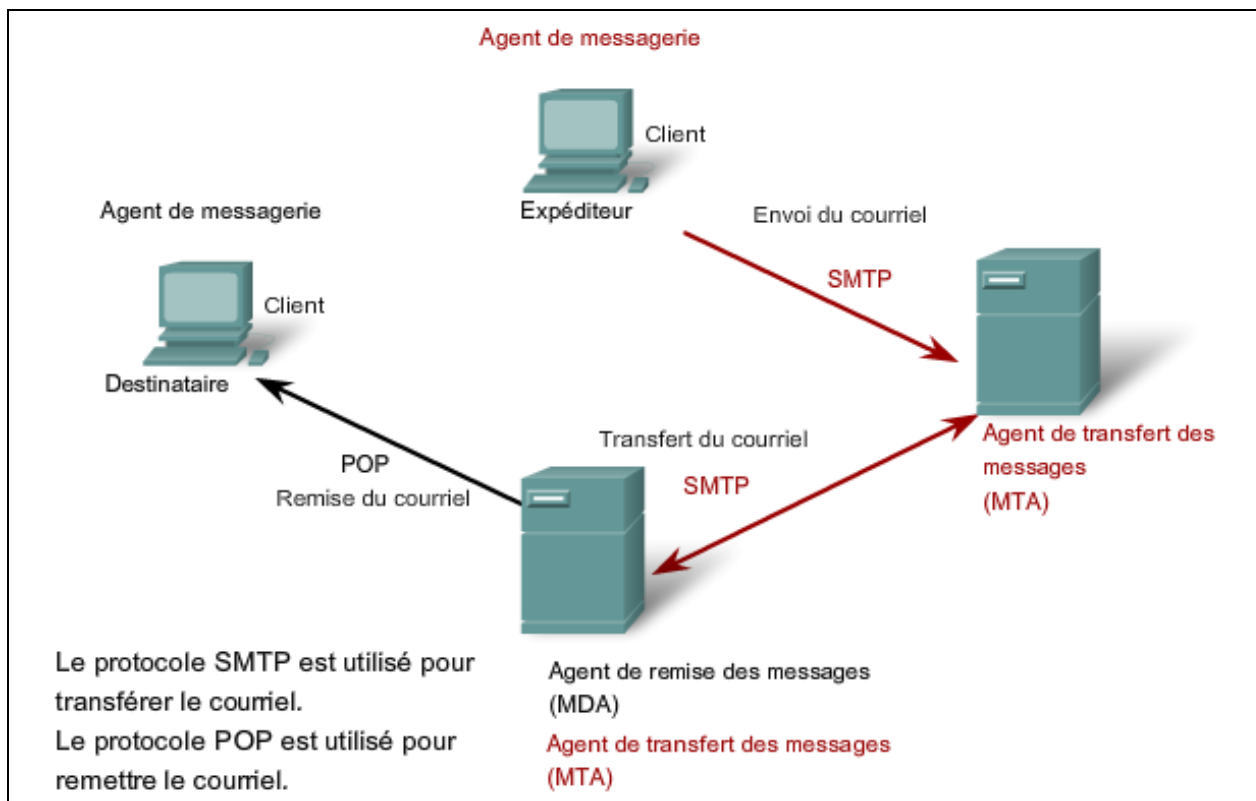 Agent de messagerie
Client
Expéditeur
Envoi du courriel
SMTP
Agent de messagerie
Client
Destinataire
Transfert du courriel
SMTP
Agent de transfert des
messages
(MTA)
POP
Remise du courriel
Agent de remise des messages
(MDA)
Agent de transfert des messages
(MTA)
Le protocole SMTP est utilisé pour
transférer le courriel.
Le protocole POP est utilisé pour
remettre le courriel.